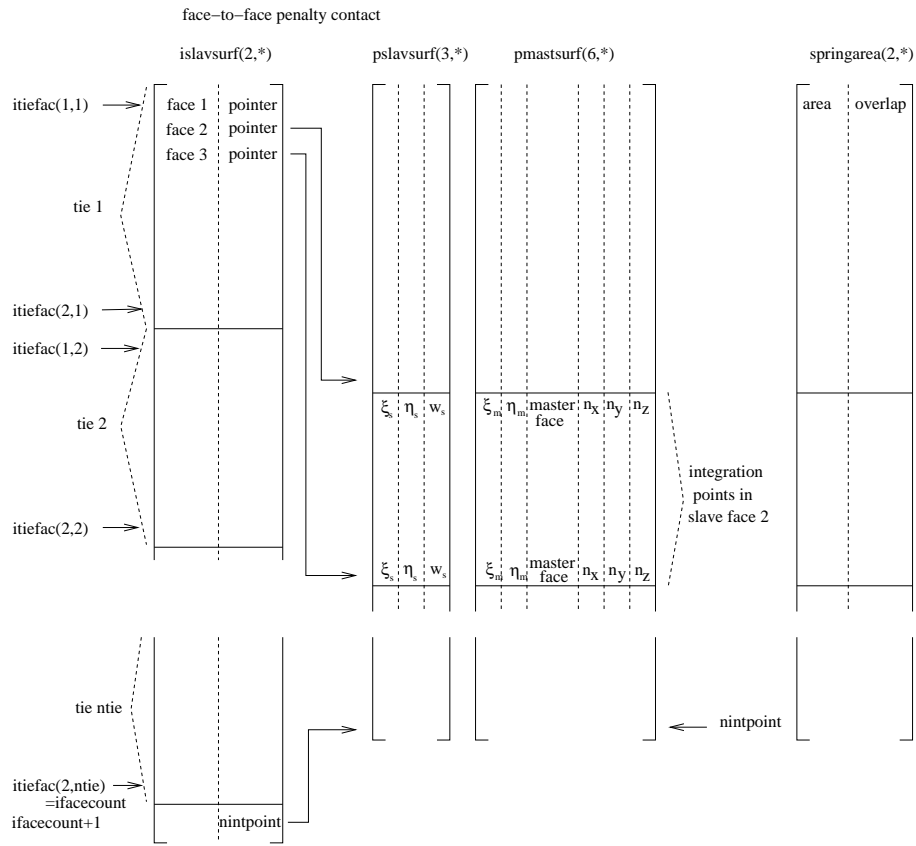 face−to−face penalty contact
islavsurf(2,*) pslavsurf(3,*) pmastsurf(6,*) springarea(2,*)
itiefac(1,1) face 1 pointer area overlap
face 2 pointer
face 3 pointer
tie 1
itiefac(2,1)
itiefac(1,2)
ξs ηs ws ξm ηm master face nx ny nz
tie 2
integration
points in
slave face 2
itiefac(2,2)
ξs ηs ws ξm ηm master face nx ny nz
tie ntie
nintpoint
itiefac(2,ntie)
=ifacecount
ifacecount+1 nintpoint